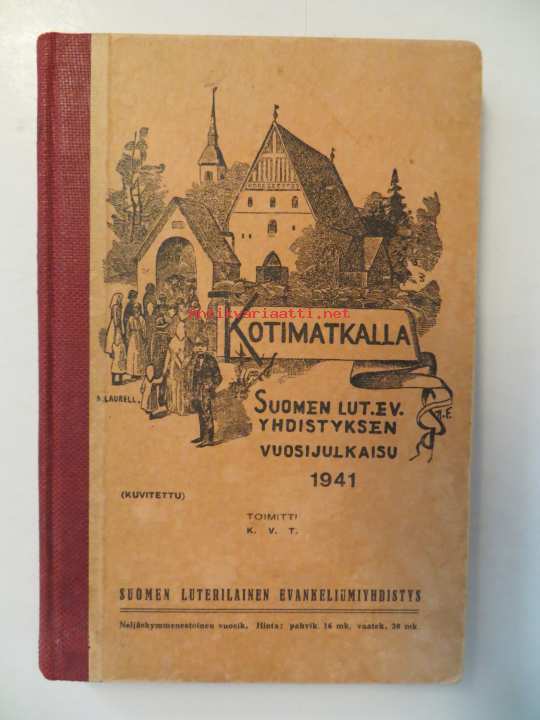 antikvariaatti.net
KOTIMATKALLA
S. LAURELL.
SUOMEN LUT. EV.
YHDISTYKSEN
VUOSIJULKAISU
1941
(KUVITETTU)
TOIMITTI
K. V. T.
SUOMEN LUTERILAINEN EVANKELIUMIYHDISTYS
Neljäskymmenestoinen vuosik. Hinta: pahvik. 16 mk, vaatek. 20 mk.